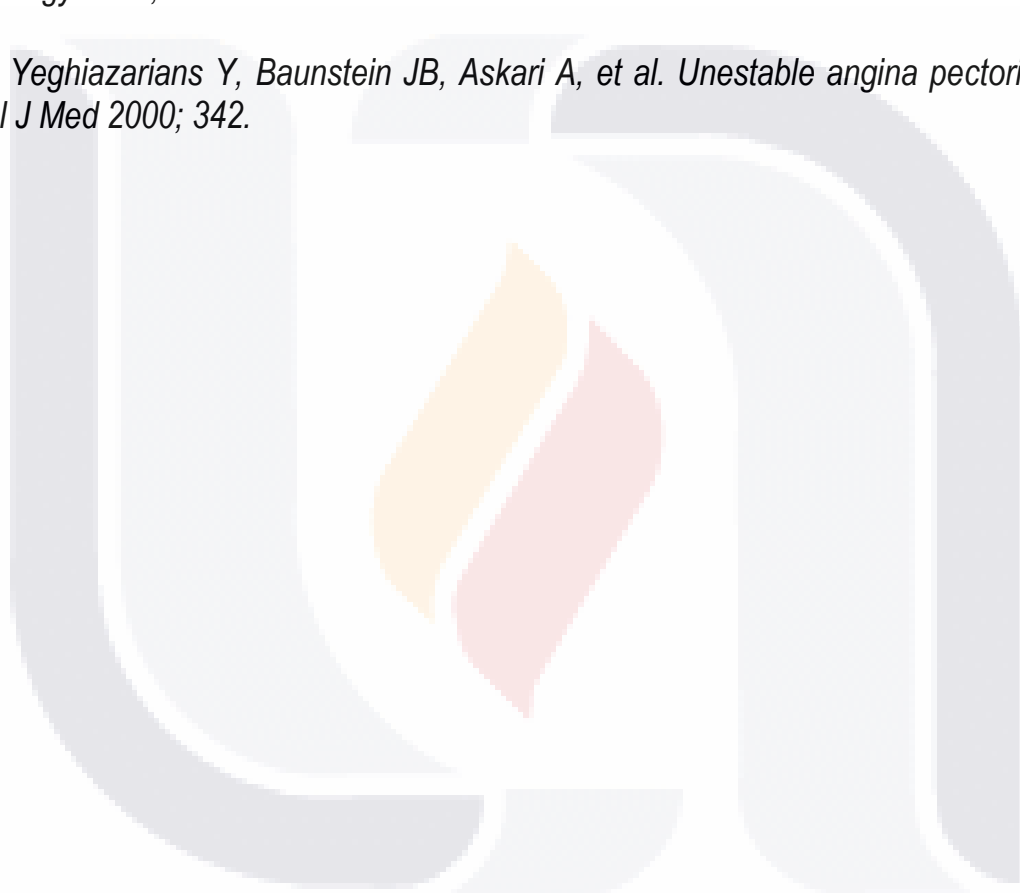 Yeghiazarians Y, Baunstein JB, Askari A, et al. Unestable angina pectori
l J Med 2000; 342.